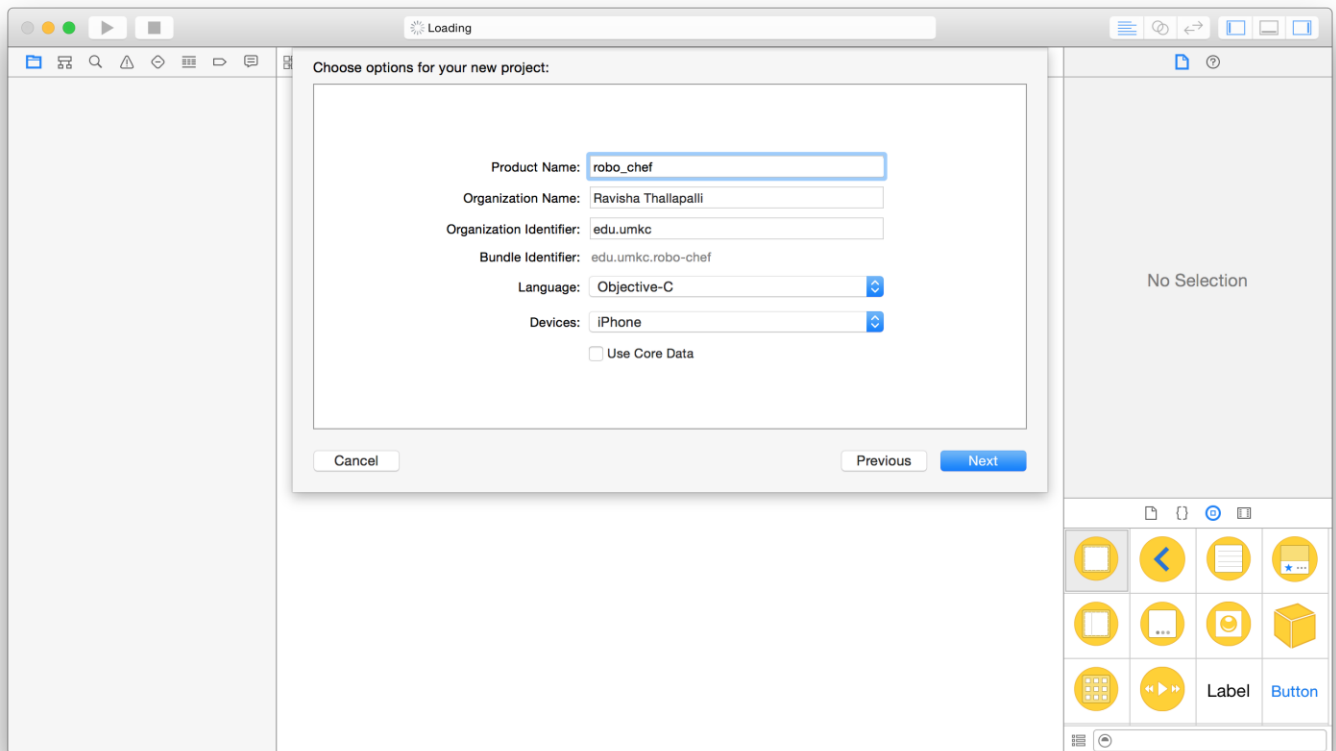 Loading
Choose options for your new project:
Product Name: robo_chef
Organization Name: Ravisha Thallapalli
Organization Identifier: edu.umkc
Bundle Identifier: edu.umkc.robo-chef
Language: Objective-C
Devices: iPhone
Use Core Data
Cancel Previous Next
No Selection
{}
Label Button